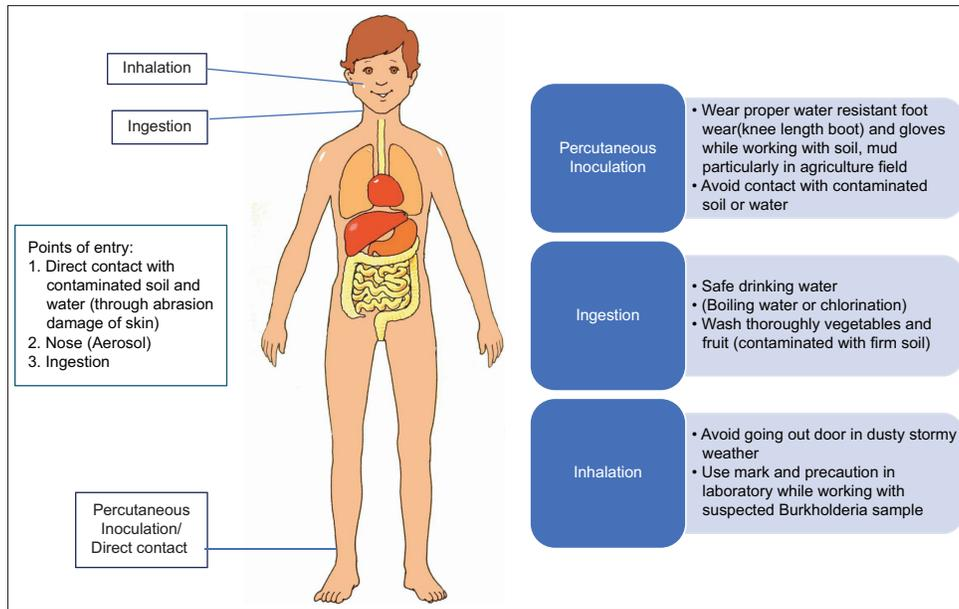 Inhalation
Ingestion
Points of entry:
1. Direct contact with
contaminated soil and
water (through abrasion
damage of skin)
2. Nose (Aerosol)
3. Ingestion
Percutaneous
Inoculation/
Direct contact
Percutaneous
Inoculation
• Wear proper water resistant foot
wear(knee length boot) and gloves
while working with soil, mud
particularly in agriculture field
• Avoid contact with contaminated
soil or water
Ingestion
• Safe drinking water
• (Boiling water or chlorination)
• Wash thoroughly vegetables and
fruit (contaminated with firm soil)
Inhalation
• Avoid going out door in dusty stormy
weather
• Use mark and precaution in
laboratory while working with
suspected Burkholderia sample